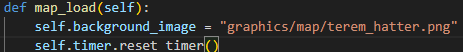 def map_load(self):
    self.background_image = "graphics/map/terem_hatter.png"
    self.timer.reset_timer()